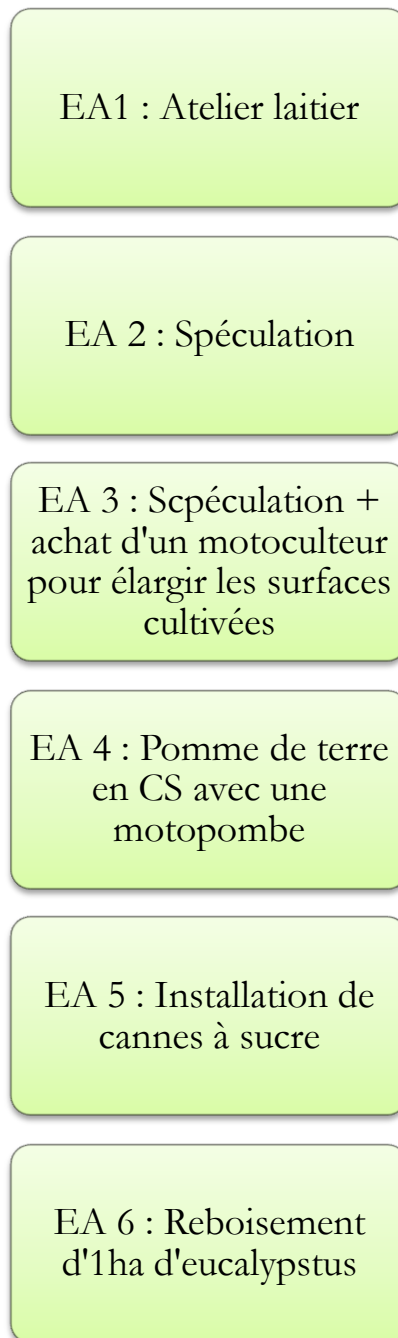 EA1 : Atelier laitier
EA 2 : Spéculation
EA 3 : Scpéculation +
achat d'un motoculteur
pour élargir les surfaces
cultivées
EA 4 : Pomme de terre
en CS avec une
motopombe
EA 5 : Installation de
cannes à sucre
EA 6 : Reboisement
d'1ha d'eucalypstus